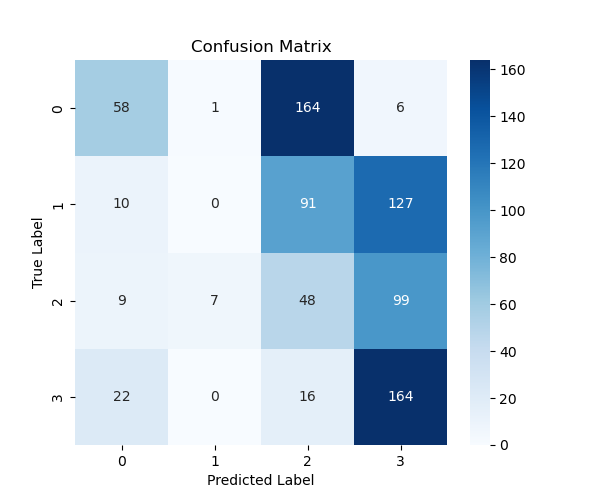 Confusion Matrix
0 58 1 164 6
1 10 0 91 127
2 9 7 48 99
3 22 0 16 164
0 1 2 3
True Label
Predicted Label
160
140
120
100
80
60
40
20
0